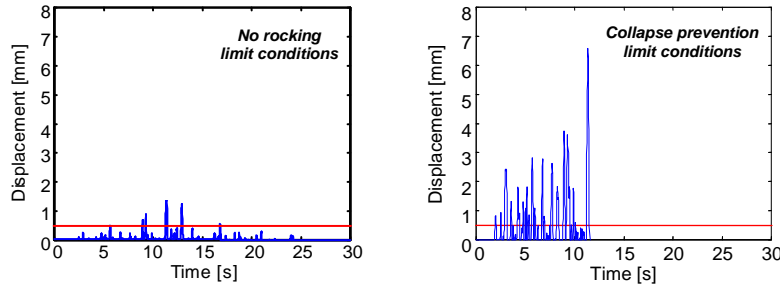 No rocking
limit conditions
Displacement [mm]
8
7
6
5
4
3
2
1
0
0 5 10 15 20 25 30
Time [s]
Collapse prevention
limit conditions
Displacement [mm]
8
7
6
5
4
3
2
1
0
0 5 10 15 20 25 30
Time [s]